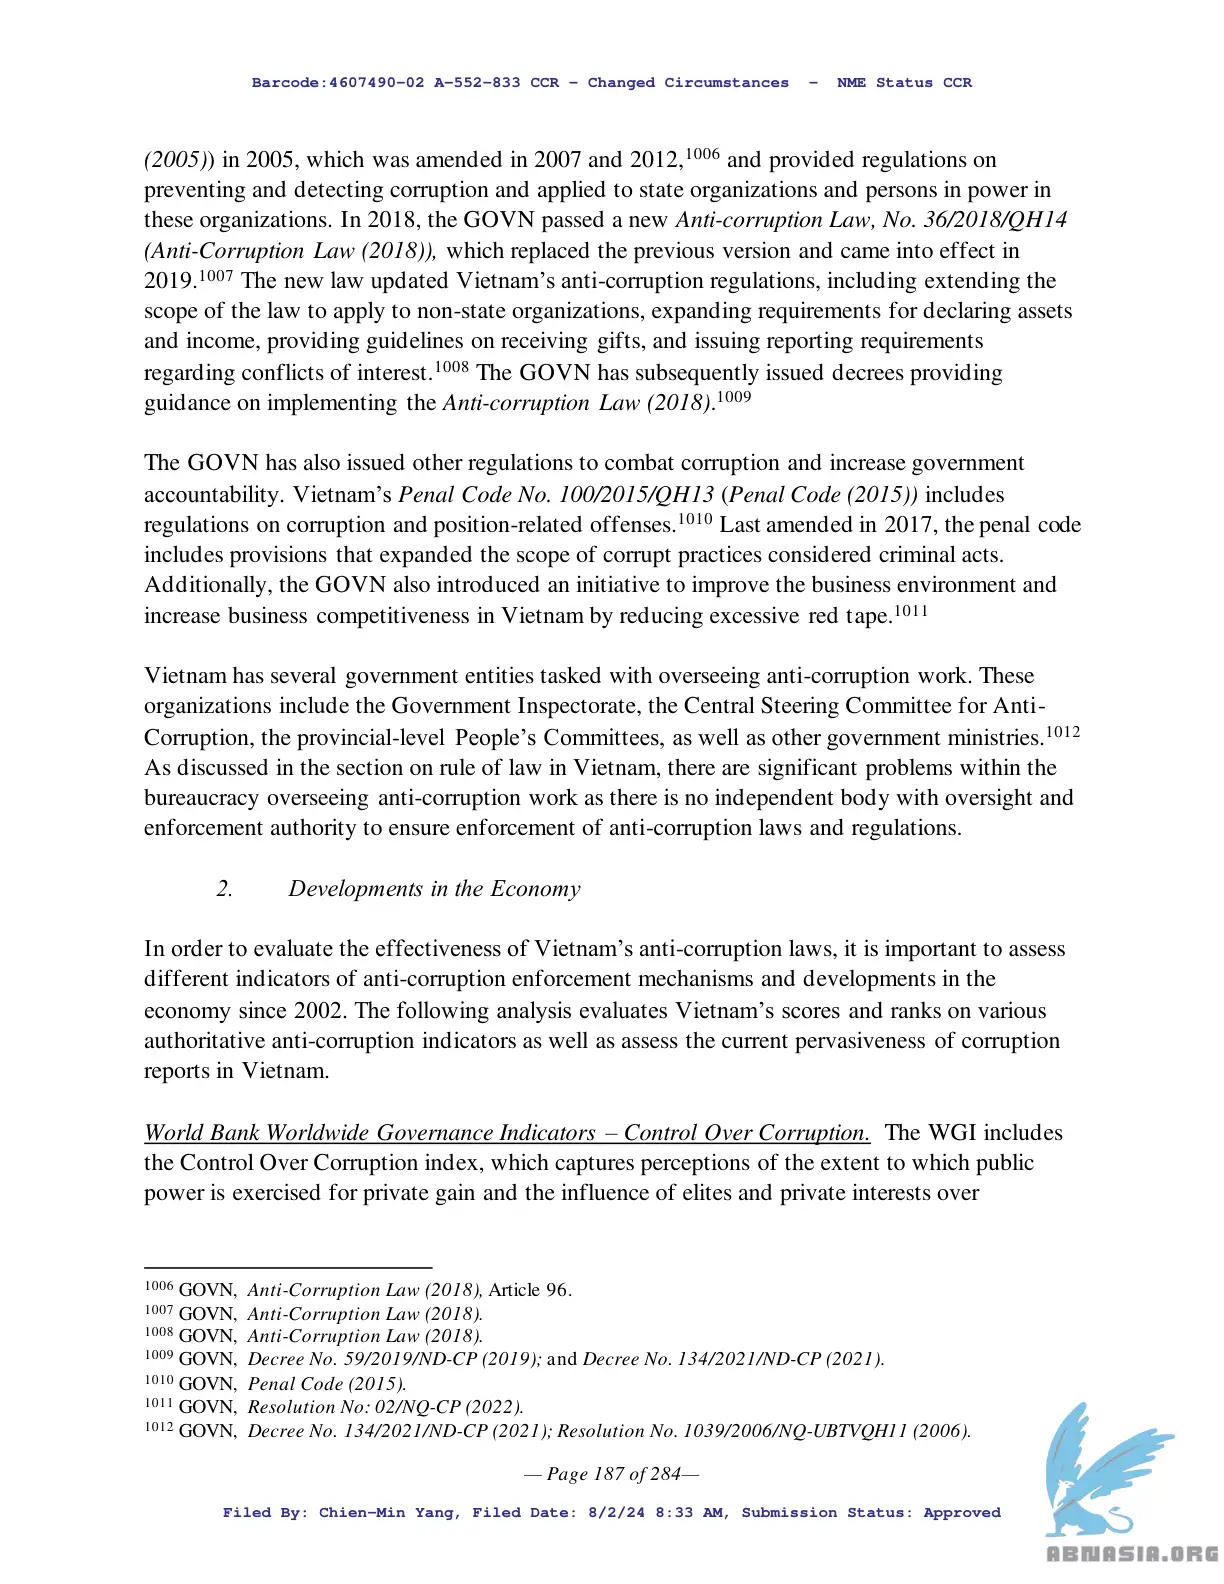 Barcode:4607490-02 A-552-833 CCR - Changed Circumstances - NME Status CCR
(2005)) in 2005, which was amended in 2007 and 2012,1006 and provided regulations on
preventing and detecting corruption and applied to state organizations and persons in power in
these organizations. In 2018, the GOVN passed a new Anti-corruption Law, No. 36/2018/QH14
(Anti-Corruption Law (2018)), which replaced the previous version and came into effect in
2019.1007 The new law updated Vietnam's anti-corruption regulations, including extending the
scope of the law to apply to non-state organizations, expanding requirements for declaring assets
and income, providing guidelines on receiving gifts, and issuing reporting requirements
regarding conflicts of interest.1008 The GOVN has subsequently issued decrees providing
guidance on implementing the Anti-corruption Law (2018).1009
The GOVN has also issued other regulations to combat corruption and increase government
accountability. Vietnam's Penal Code No. 100/2015/QH13 (Penal Code (2015)) includes
regulations on corruption and position-related offenses.1010 Last amended in 2017, the penal code
includes provisions that expanded the scope of corrupt practices considered criminal acts.
Additionally, the GOVN also introduced an initiative to improve the business environment and
increase business competitiveness in Vietnam by reducing excessive red tape.1011
Vietnam has several government entities tasked with overseeing anti-corruption work. These
organizations include the Government Inspectorate, the Central Steering Committee for Anti-
Corruption, the provincial-level People's Committees, as well as other government ministries.1012
As discussed in the section on rule of law in Vietnam, there are significant problems within the
bureaucracy overseeing anti-corruption work as there is no independent body with oversight and
enforcement authority to ensure enforcement of anti-corruption laws and regulations.
2. Developments in the Economy
In order to evaluate the effectiveness of Vietnam's anti-corruption laws, it is important to assess
different indicators of anti-corruption enforcement mechanisms and developments in the
economy since 2002. The following analysis evaluates Vietnam's scores and ranks on various
authoritative anti-corruption indicators as well as assess the current pervasiveness of corruption
reports in Vietnam.
World Bank Worldwide Governance Indicators – Control Over Corruption. The WGI includes
the Control Over Corruption index, which captures perceptions of the extent to which public
power is exercised for private gain and the influence of elites and private interests over
1006 GOVN, Anti-Corruption Law (2018), Article 96.
1007 GOVN, Anti-Corruption Law (2018).
1008 GOVN, Anti-Corruption Law (2018).
1009 GOVN, Decree No. 59/2019/ND-CP (2019); and Decree No. 134/2021/ND-CP (2021).
1010 GOVN, Penal Code (2015).
1011 GOVN, Resolution No: 02/NQ-CP (2022).
1012 GOVN, Decree No. 134/2021/ND-CP (2021); Resolution No. 1039/2006/NQ-UBTVQH11 (2006).
— Page 187 of 284—
Filed By: Chien-Min Yang, Filed Date: 8/2/24 8:33 AM, Submission Status: Approved
ABNASIA.ORG